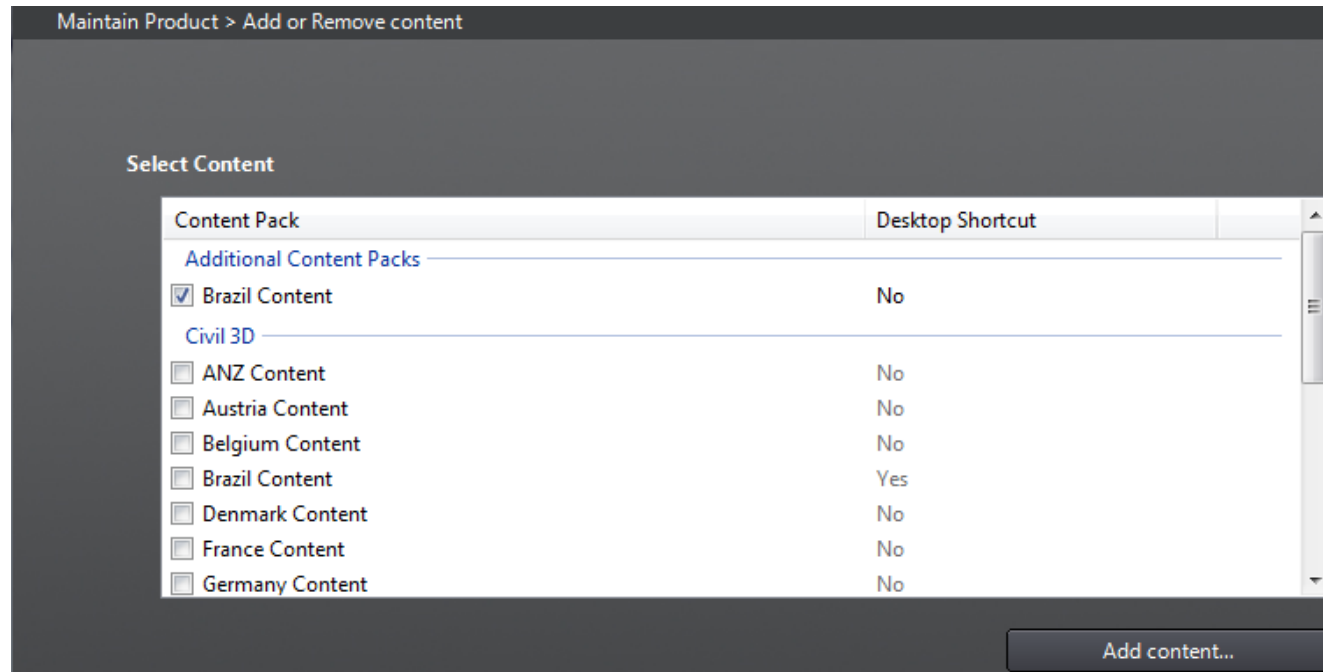 Maintain Product > Add or Remove content
Select Content
Content Pack Desktop Shortcut
Additional Content Packs
Brazil Content No
Civil 3D
ANZ Content No
Austria Content No
Belgium Content No
Brazil Content Yes
Denmark Content No
France Content No
Germany Content No
Add content...